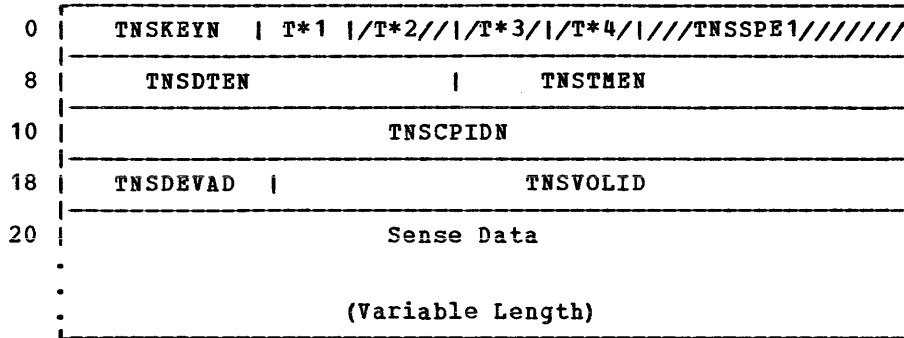 0 | TNSKEYN | T*1 |/T*2//|/T*3/|/T*4/|///TNSSPE1///////
8 | TNSDTEN | TNSTMEN
10 | TNSCPIDN
18 | TNSDEVAD | TNSVOLID
20 | Sense Data
(Variable Length)